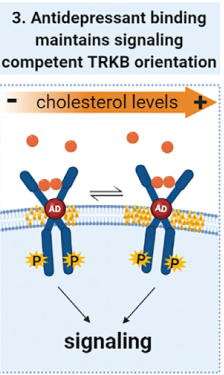 3. Antidepressant binding
maintains signaling
competent TRKB orientation
- cholesterol levels +
AD AD
P P P P
signaling